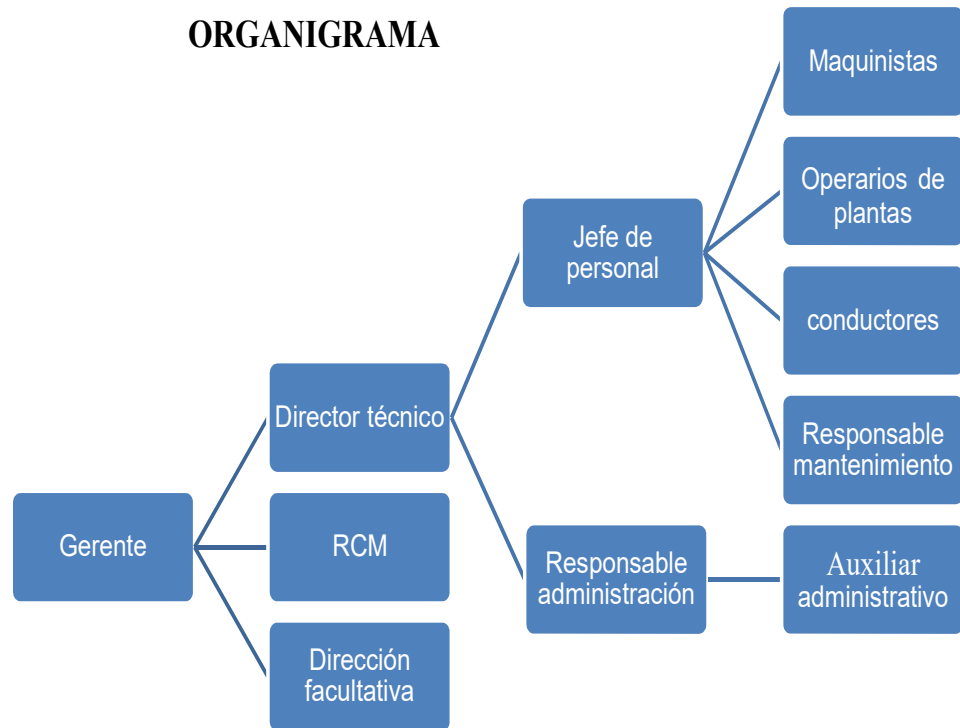 ORGANIGRAMA
Maquinistas
Operarios de
plantas
Jefe de
personal
conductores
Director técnico
Responsable
mantenimiento
Gerente
RCM
Responsable
administración
Auxiliar
administrativo
Dirección
facultativa